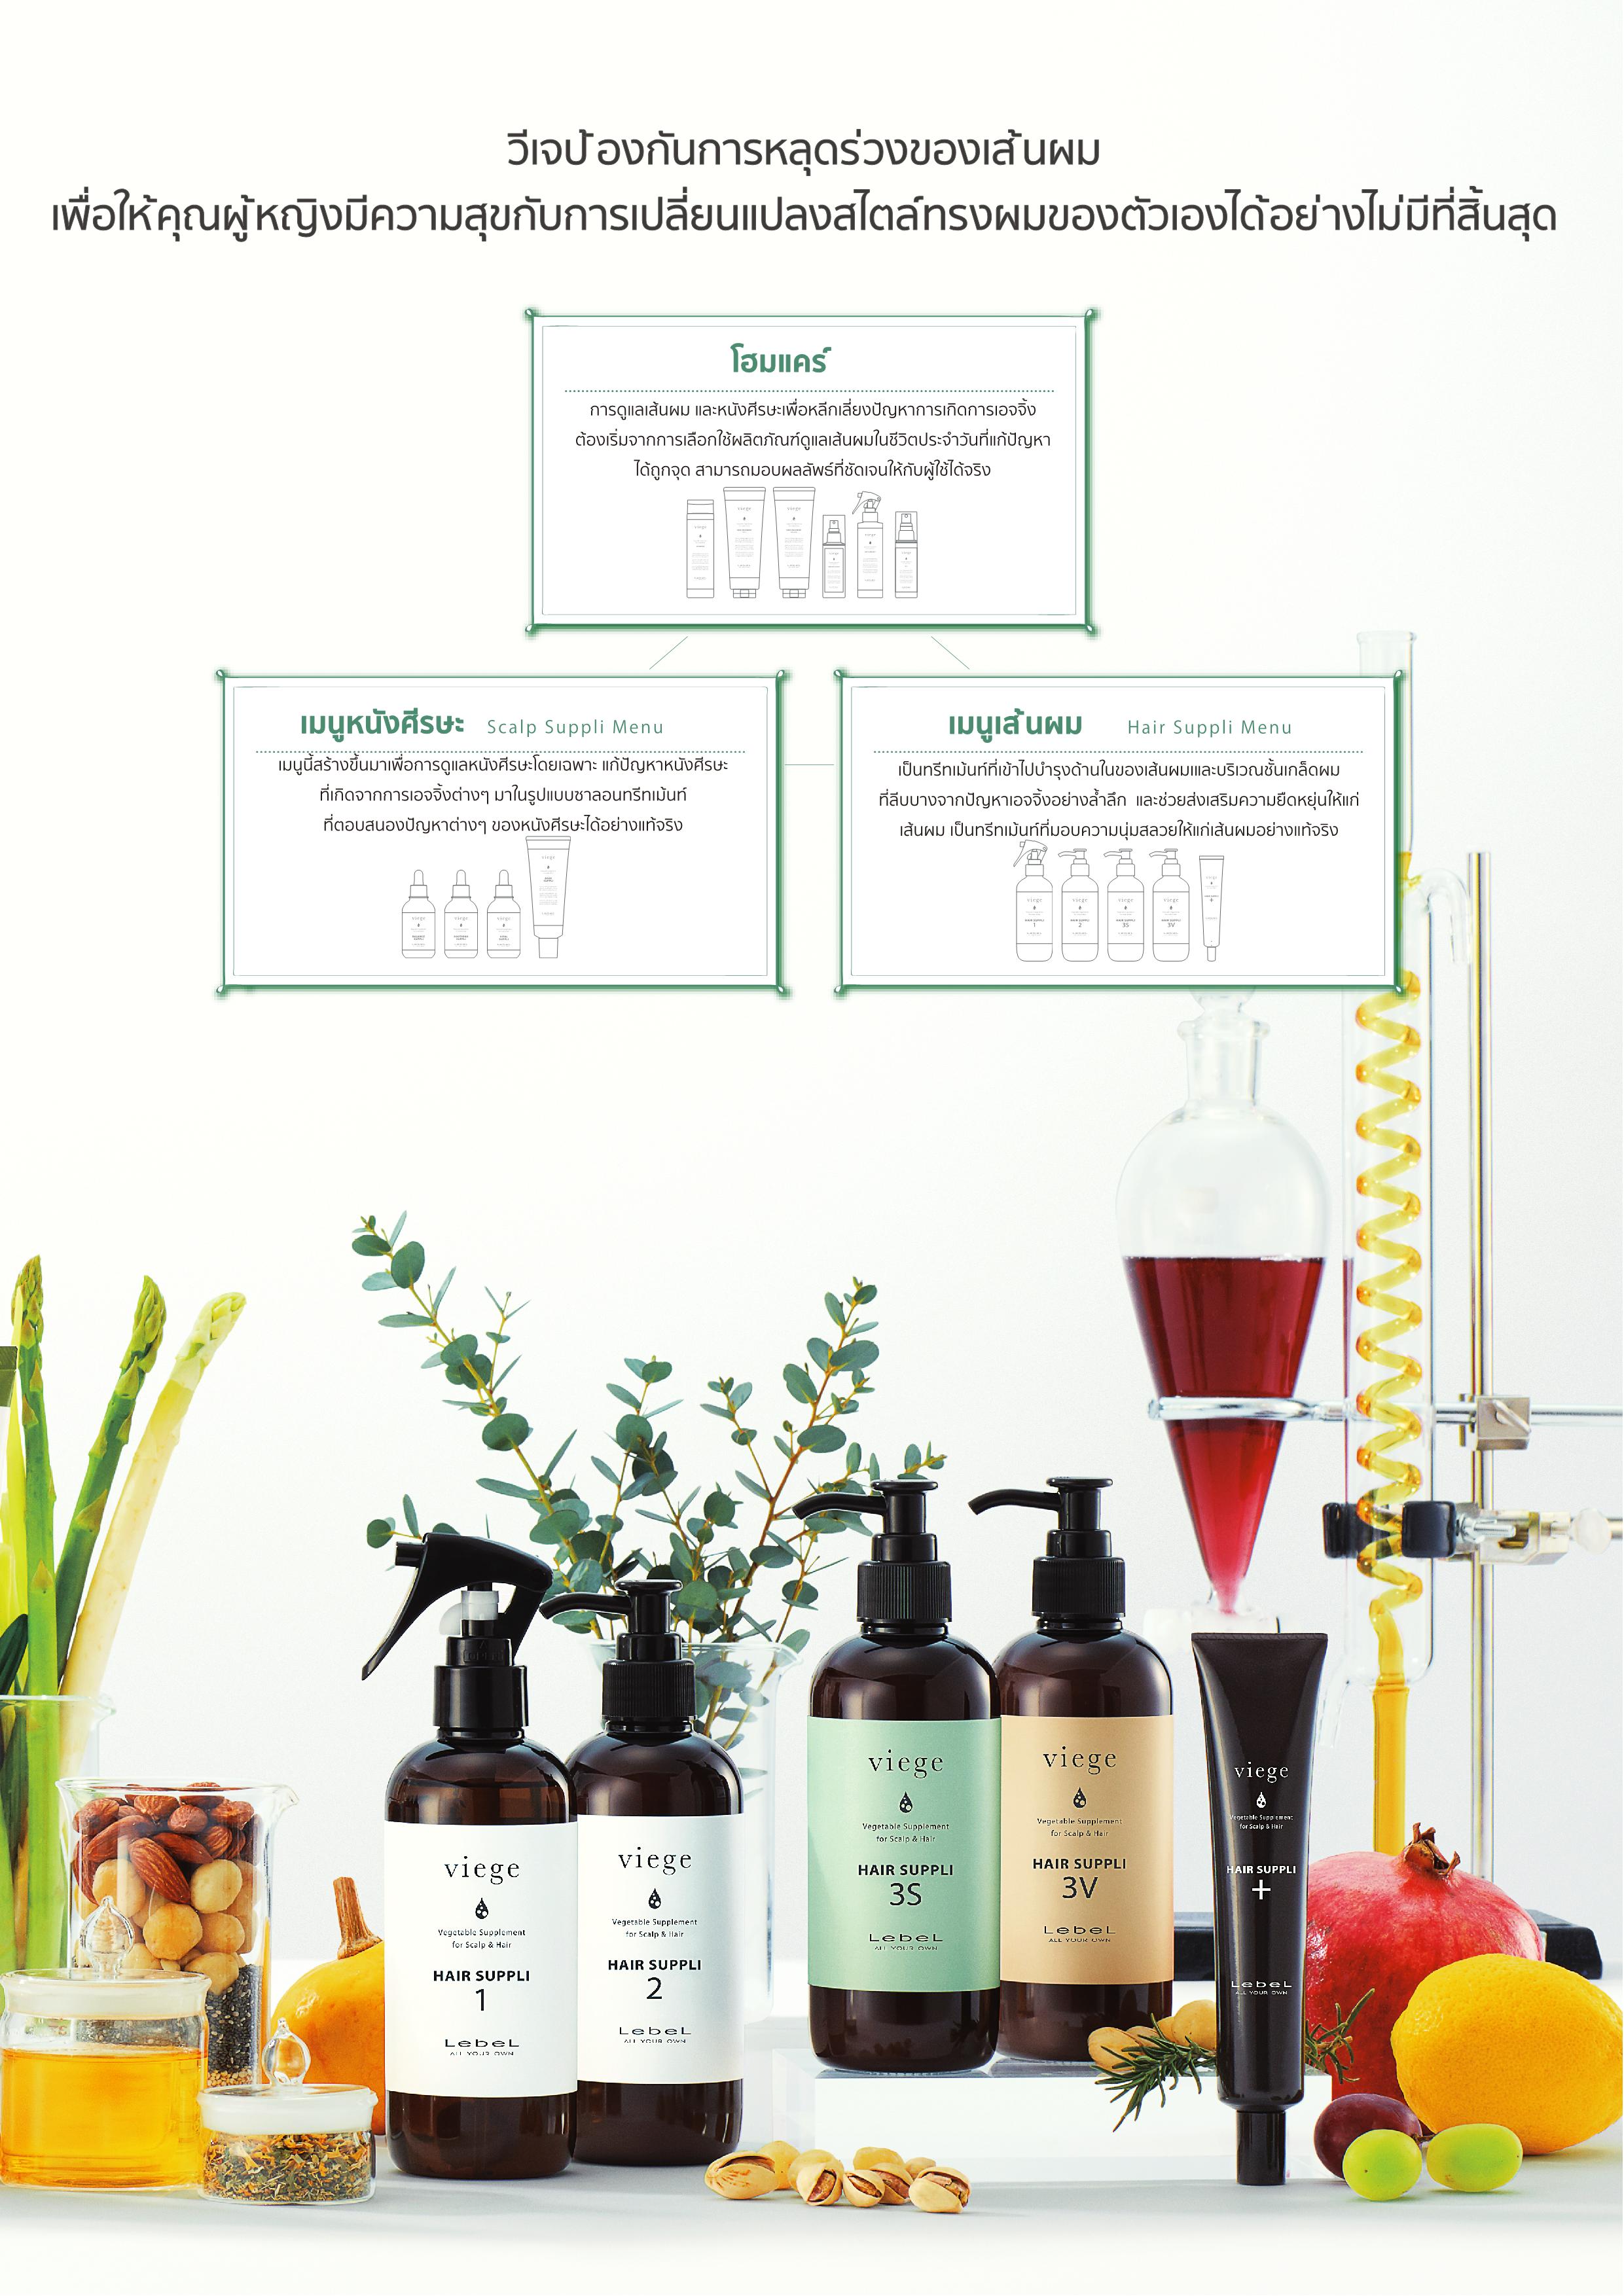 วีเจป้องกันการหลุดร่วงของเส้นผม
เพื่อให้คุณผู้หญิงมีความสุขกับการเปลี่ยนแปลงสไตล์ทรงผมของตัวเองได้อย่างไม่มีที่สิ้นสุด
โฮมแคร์
การดูแลเส้นผม และหนังศีรษะเพื่อหลีกเลี่ยงปัญหาการเกิดการเอจจิ้ง
ต้องเริ่มจากการเลือกใช้ผลิตภัณฑ์ดูแลเส้นผมในชีวิตประจำวันที่แก้ปัญหา
ได้ถูกจุด สามารถมอบผลลัพธ์ที่ชัดเจนให้กับผู้ใช้ได้จริง
เมนูหนังศีรษะ Scalp Suppli Menu
เมนูนี้สร้างขึ้นมาเพื่อการดูแลหนังศีรษะโดยเฉพาะ แก้ปัญหาหนังศีรษะ
ที่เกิดจากการเอจจิ้งต่างๆ มาในรูปแบบซาลอนทรีทเม้นท์
ที่ตอบสนองปัญหาต่างๆ ของหนังศีรษะได้อย่างแท้จริง
เมนูเส้นผม Hair Suppli Menu
เป็นทรีทเม้นท์ที่เข้าไปบำรุงด้านในของเส้นผมและบริเวณชั้นเกล็ดผม
ที่ลีบบางจากปัญหาเอจจิ้งอย่างล้ำลึก และช่วยส่งเสริมความยืดหยุ่นให้แก่
เส้นผม เป็นทรีทเม้นท์ที่มอบความนุ่มสลวยให้แก่เส้นผมอย่างแท้จริง
viege
Vegetable Supplement
for Scalp & Hair
HAIR SUPPLI
1
LebeL
ALL YOUR OWN
viege
Vegetable Supplement
for Scalp & Hair
HAIR SUPPLI
2
LebeL
ALL YOUR OWN
viege
Vegetable Supplement
for Scalp & Hair
HAIR SUPPLI
3S
LebeL
ALL YOUR OWN
viege
Vegetable Supplement
for Scalp & Hair
HAIR SUPPLI
3V
LebeL
ALL YOUR OWN
viege
Vegetable Supplement
for Scalp & Hair
HAIR SUPPLI
+
LebeL
ALL YOUR OWN